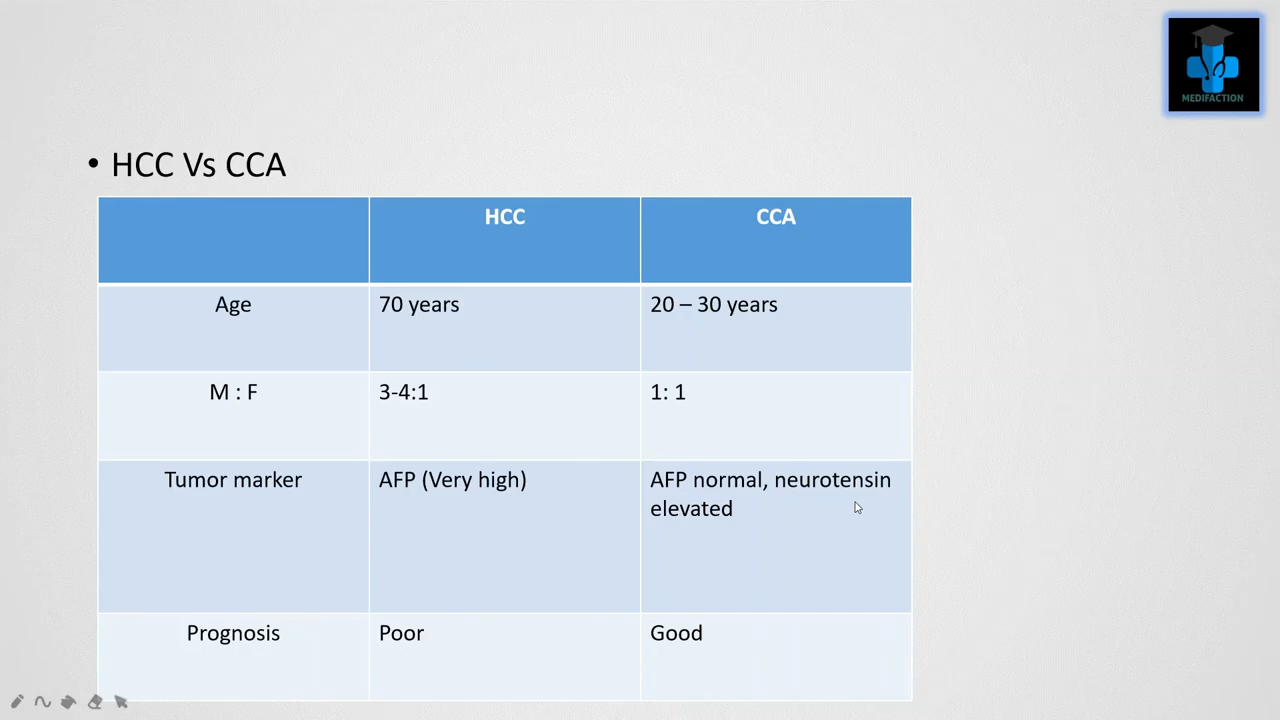 MEDIFACTION
• HCC Vs CCA
HCC CCA
Age 70 years 20 – 30 years
M : F 3-4:1 1: 1
Tumor marker AFP (Very high) AFP normal, neurotensin
elevated
Prognosis Poor Good